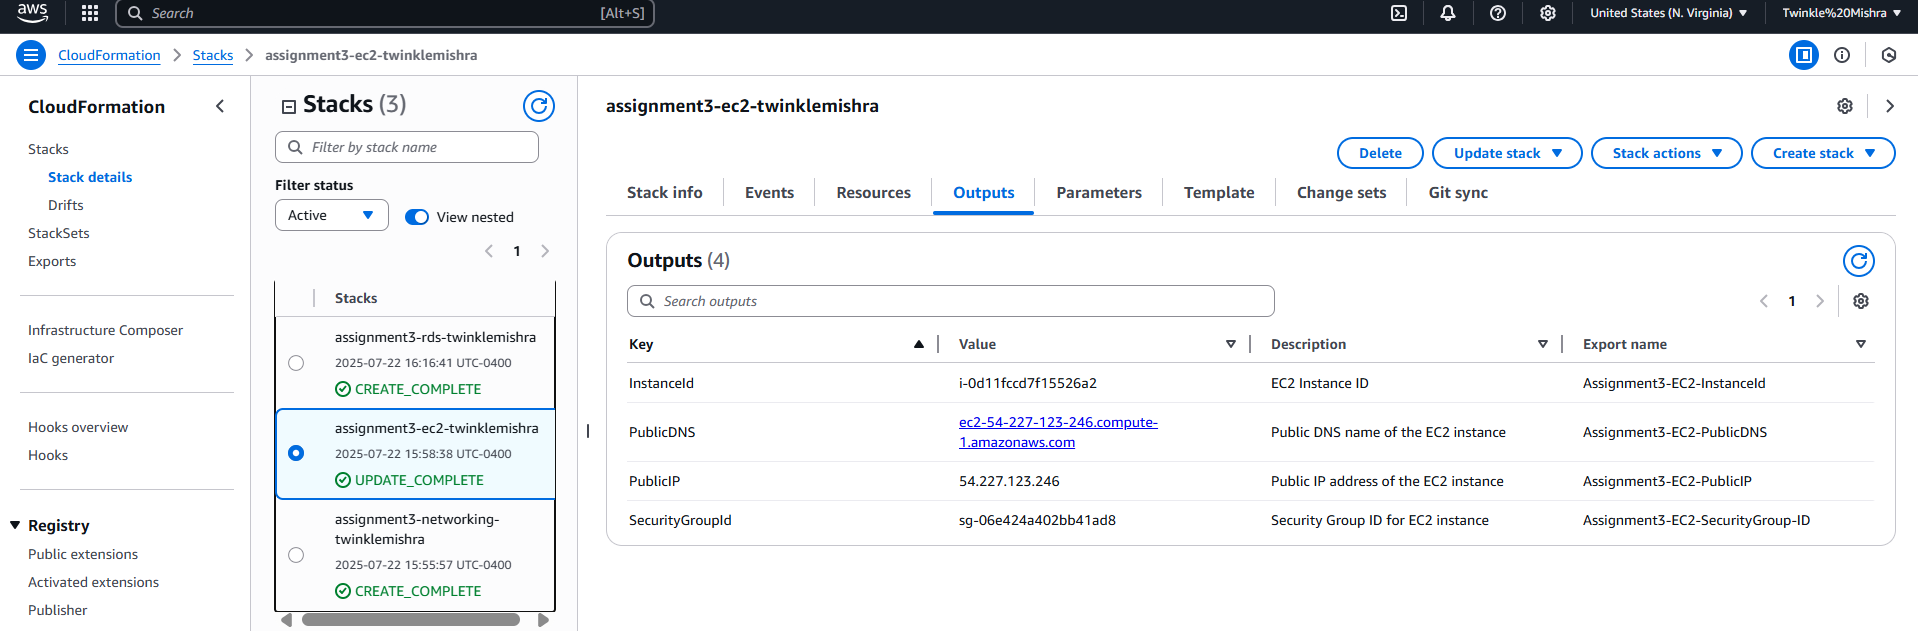 aws
Search
[Alt+S]
United States (N. Virginia)
Twinkle%20Mishra
CloudFormation
Stacks
assignment3-ec2-twinklemishra
CloudFormation
Stacks
Stack details
Drifts
StackSets
Exports
Infrastructure Composer
IaC generator
Hooks overview
Hooks
Registry
Public extensions
Activated extensions
Publisher
Stacks (3)
Filter by stack name
Filter status
Active
View nested
1
Stacks
assignment3-rds-twinklemishra
2025-07-22 16:16:41 UTC-0400
CREATE_COMPLETE
assignment3-ec2-twinklemishra
2025-07-22 15:58:38 UTC-0400
UPDATE_COMPLETE
assignment3-networking-
twinklemishra
2025-07-22 15:55:57 UTC-0400
CREATE_COMPLETE
assignment3-ec2-twinklemishra
Delete
Update stack
Stack actions
Create stack
Stack info
Events
Resources
Outputs
Parameters
Template
Change sets
Git sync
Outputs (4)
Search outputs
1
Key Value Description Export name
InstanceId i-0d11fccd7f15526a2 EC2 Instance ID Assignment3-EC2-InstanceId
PublicDNS ec2-54-227-123-246.compute-
1.amazonaws.com Public DNS name of the EC2 instance Assignment3-EC2-PublicDNS
PublicIP 54.227.123.246 Public IP address of the EC2 instance Assignment3-EC2-PublicIP
SecurityGroupId sg-06e424a402bb41ad8 Security Group ID for EC2 instance Assignment3-EC2-SecurityGroup-ID